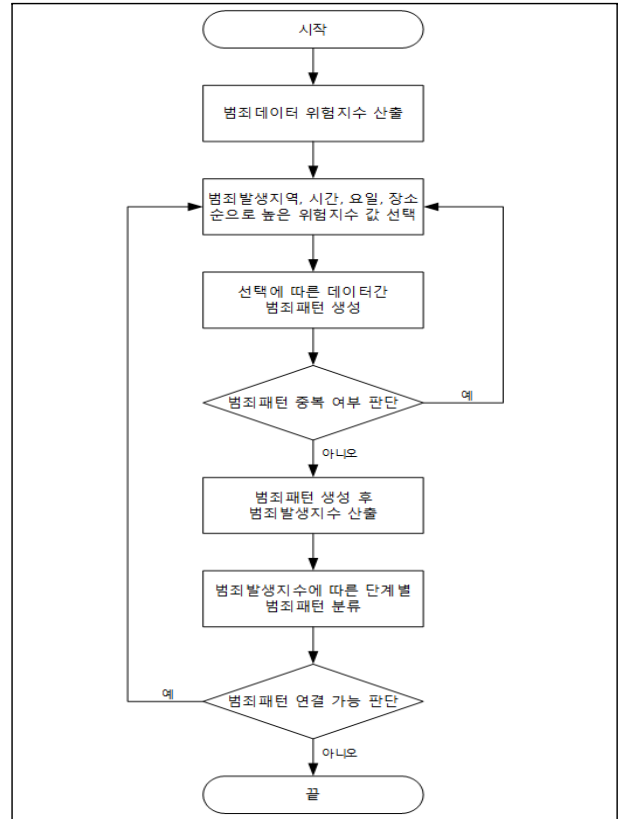 시작
범죄데이터 위험지수 산출
범죄발생지역, 시간, 요일, 장소
순으로 높은 위험지수 값 선택
선택에 따른 데이터간
범죄패턴 생성
범죄패턴 중복 여부 판단
예
아니오
범죄패턴 생성 후
범죄발생지수 산출
범죄발생지수에 따른 단계별
범죄패턴 분류
예
범죄패턴 연결 가능 판단
아니오
끝